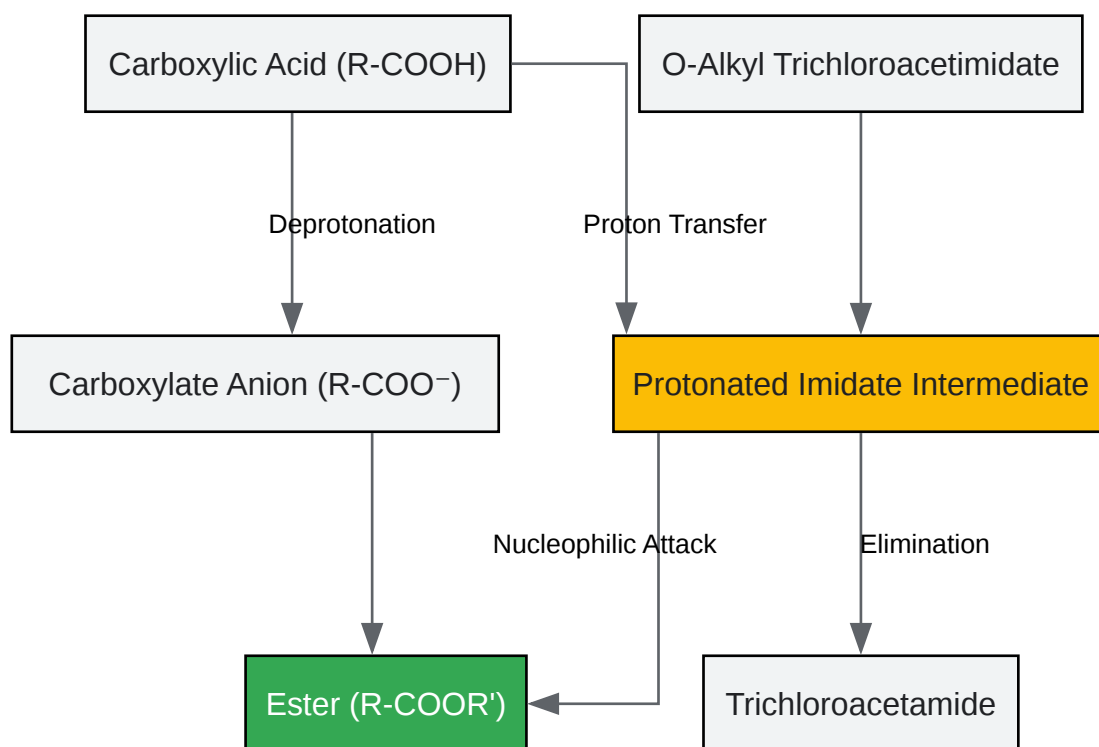 Carboxylic Acid (R-COOH)
O-Alkyl Trichloroacetimidate
Deprotonation
Proton Transfer
Carboxylate Anion (R-COO⁻)
Protonated Imidate Intermediate
Nucleophilic Attack
Elimination
Ester (R-COOR')
Trichloroacetamide